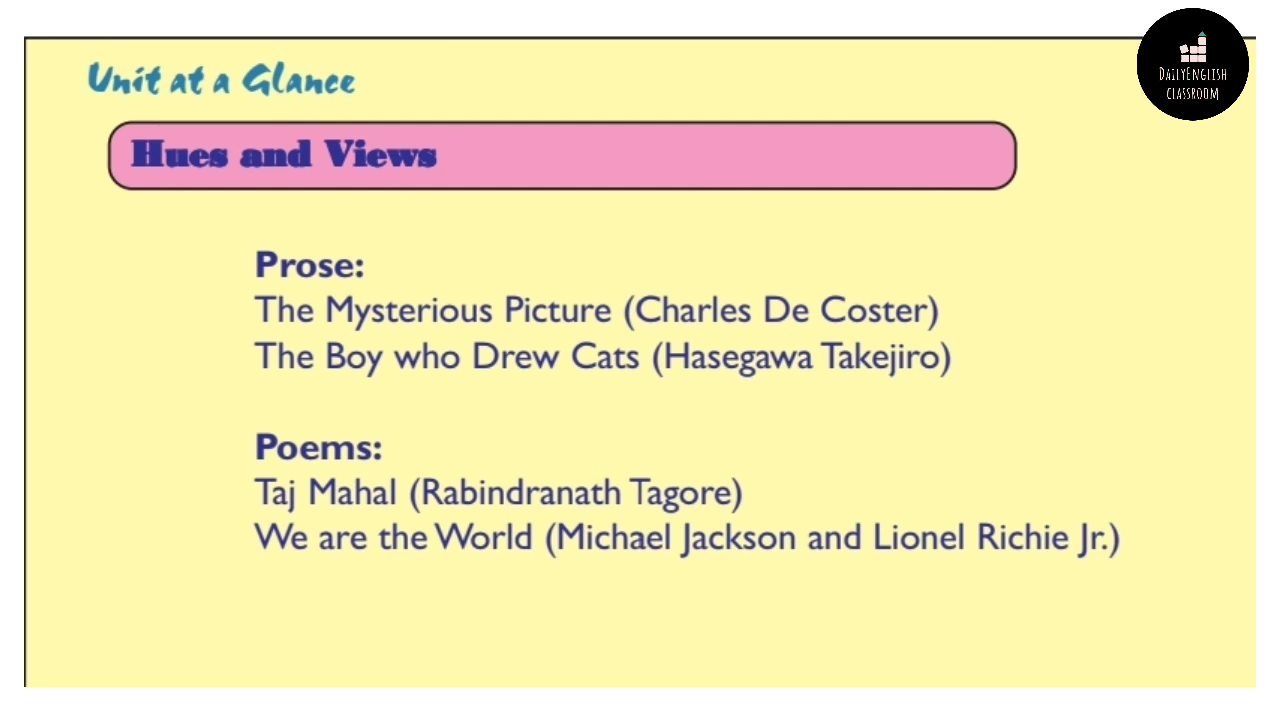 Unit at a Glance
DAILYENGLISH
CLASSROOM
Hues and Views
Prose:
The Mysterious Picture (Charles De Coster)
The Boy who Drew Cats (Hasegawa Takejiro)
Poems:
Taj Mahal (Rabindranath Tagore)
We are the World (Michael Jackson and Lionel Richie Jr.)